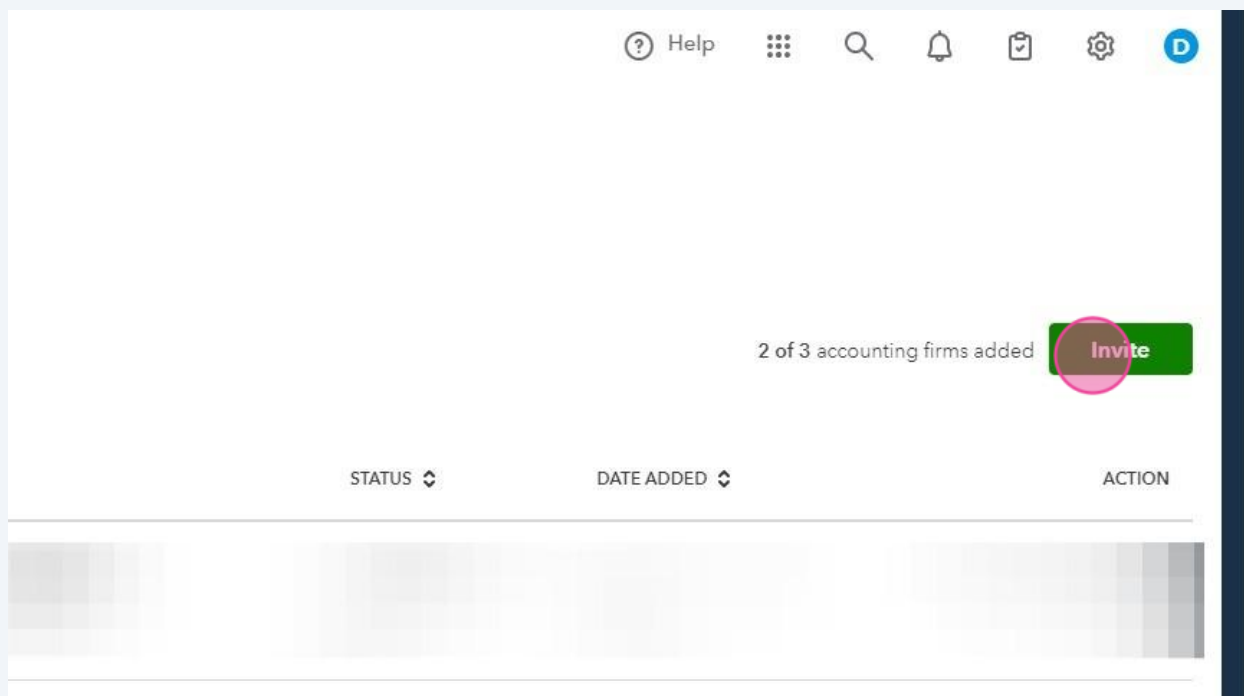 Help
D
2 of 3 accounting firms added
Invite
STATUS DATE ADDED ACTION